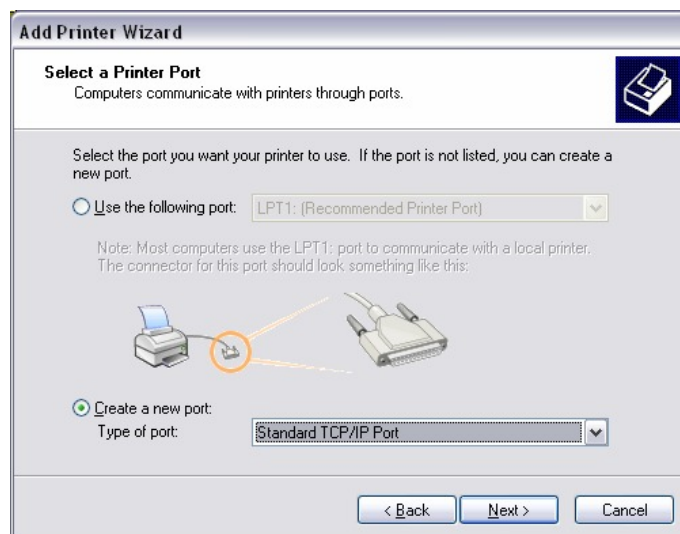 Add Printer Wizard
Select a Printer Port
Computers communicate with printers through ports.
Select the port you want your printer to use. If the port is not listed, you can create a
new port.
Use the following port: LPT1: (Recommended Printer Port)
Note: Most computers use the LPT1: port to communicate with a local printer.
The connector for this port should look something like this:
Create a new port:
Type of port: Standard TCP/IP Port
< Back Next > Cancel